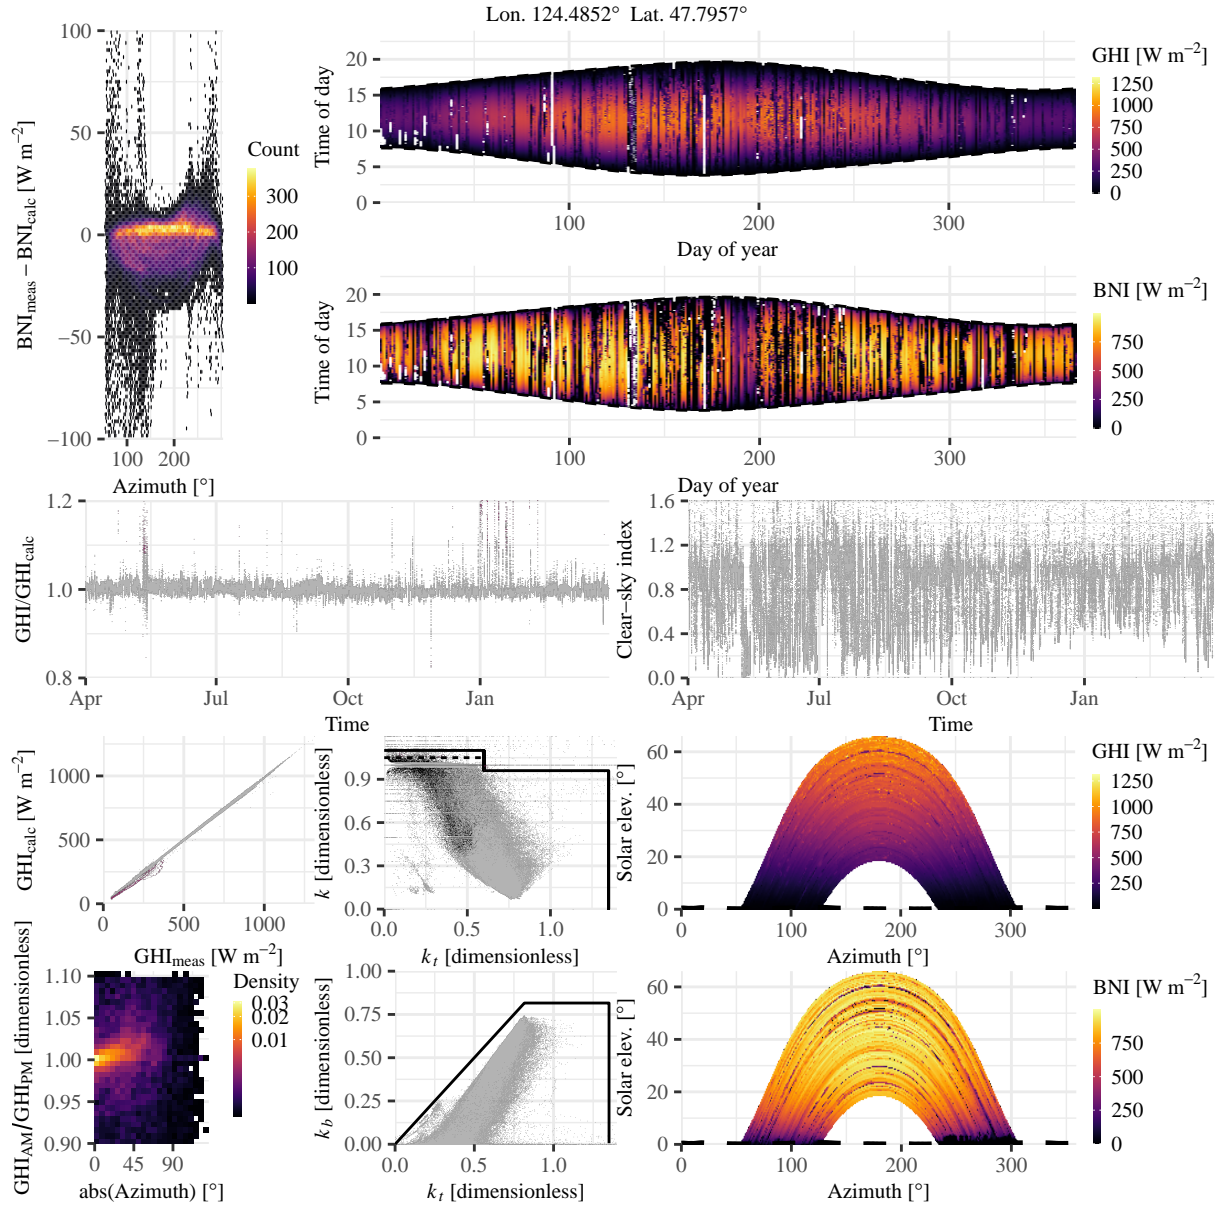 Lon. 124.4852° Lat. 47.7957°
BNImeas − BNIcalc [W m−2]
100
50
0
−50
−100
100 200
Azimuth [°]
Count
300
200
100
Time of day
20
15
10
5
0
100 200 300
Day of year
GHI [W m−2]
1250
1000
750
500
250
0
Time of day
20
15
10
5
0
100 200 300
Day of year
BNI [W m−2]
750
500
250
0
GHI/GHIcalc
1.2
1.0
0.8
Apr Jul Oct Jan
Time
Clear−sky index
1.6
1.2
0.8
0.4
0.0
Apr Jul Oct Jan
Time
GHIcalc [W m−2]
1000
500
0
0 500 1000
GHImeas [W m−2]
k [dimensionless]
0.9
0.6
0.3
0.0
0.0 0.5 1.0
kt [dimensionless]
Solar elev. [°]
60
40
20
0
0 100 200 300
Azimuth [°]
GHI [W m−2]
1250
1000
750
500
250
GHIAM/GHIPM [dimensionless]
1.10
1.05
1.00
0.95
0.90
0 45 90
abs(Azimuth) [°]
Density
0.03
0.02
0.01
kb [dimensionless]
1.00
0.75
0.50
0.25
0.00
0.0 0.5 1.0
kt [dimensionless]
Solar elev. [°]
60
40
20
0
0 100 200 300
Azimuth [°]
BNI [W m−2]
750
500
250
0